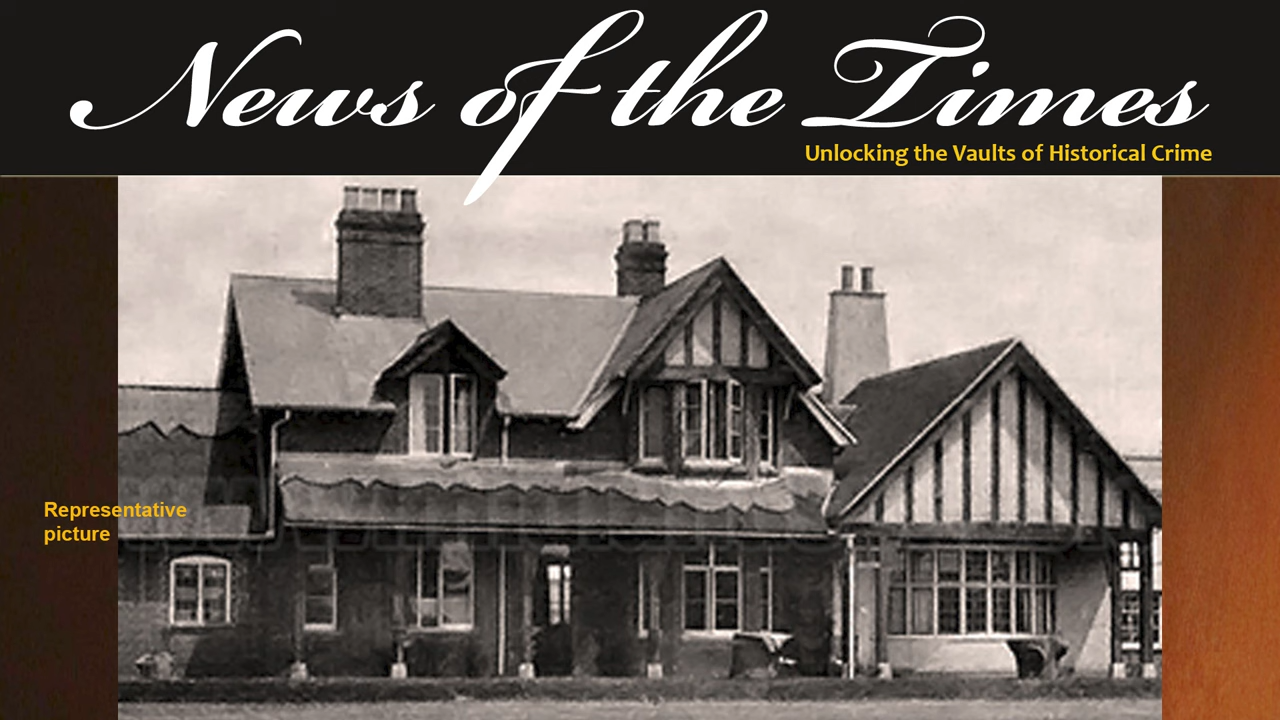 News of the Times
Unlocking the Vaults of Historical Crime
Representative
picture